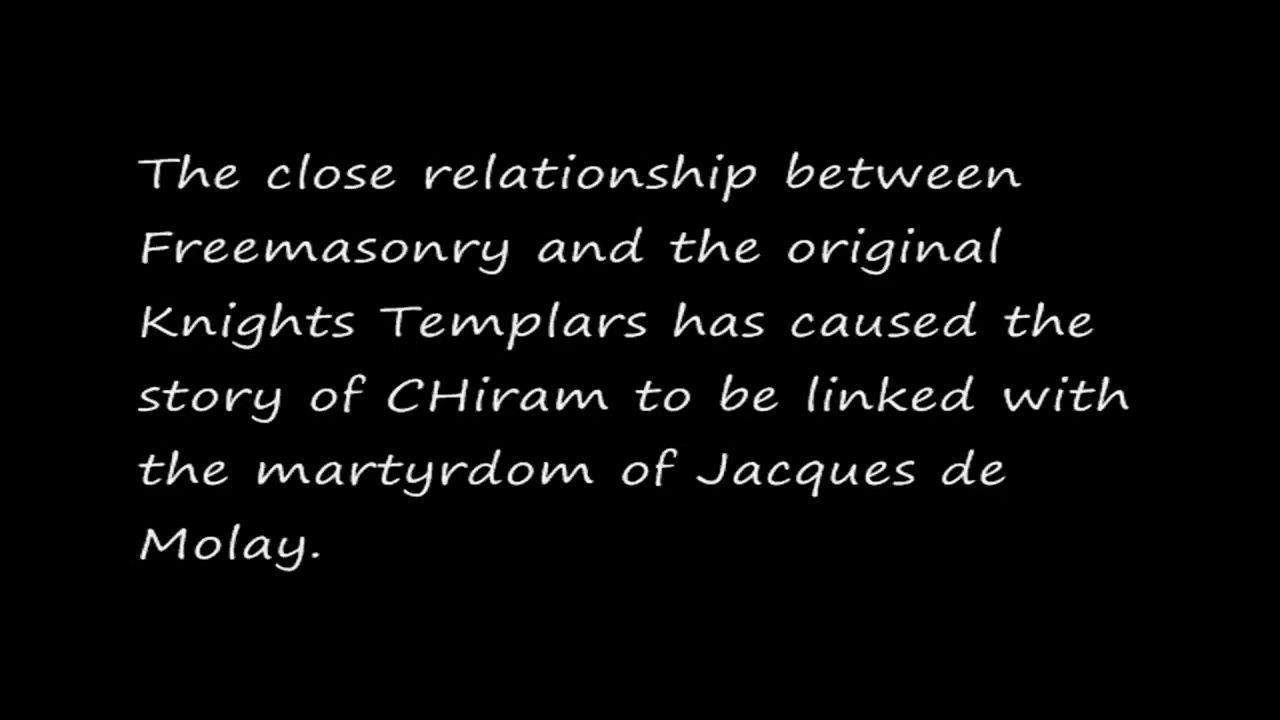 The close relationship between
Freemasonry and the original
Knights Templars has caused the
story of CHiram to be linked with
the martyrdom of Jacques de
Molay.